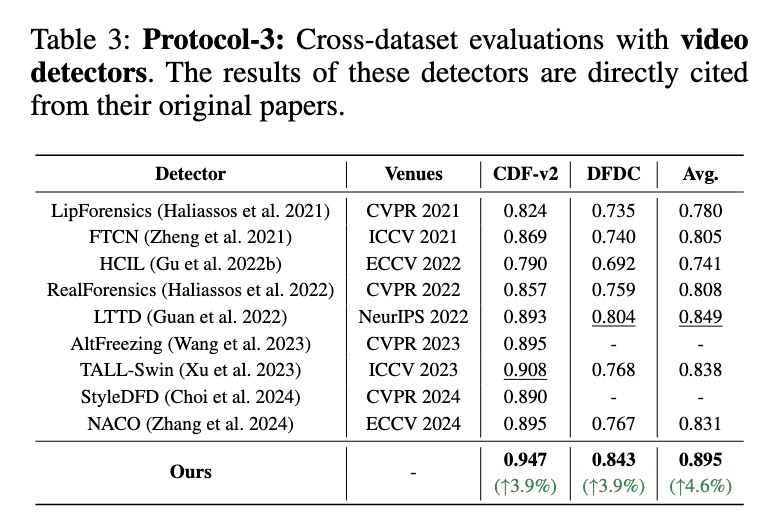 Table 3: Protocol-3: Cross-dataset evaluations with video
detectors. The results of these detectors are directly cited
from their original papers.
Detector Venues CDF-v2 DFDC Avg.
LipForensics (Haliassos et al. 2021) CVPR 2021 0.824 0.735 0.780
FTCN (Zheng et al. 2021) ICCV 2021 0.869 0.740 0.805
HCIL (Gu et al. 2022b) ECCV 2022 0.790 0.692 0.741
RealForensics (Haliassos et al. 2022) CVPR 2022 0.857 0.759 0.808
LTTD (Guan et al. 2022) NeurIPS 2022 0.893 0.804 0.849
AltFreezing (Wang et al. 2023) CVPR 2023 0.895 - -
TALL-Swin (Xu et al. 2023) ICCV 2023 0.908 0.768 0.838
StyleDFD (Choi et al. 2024) CVPR 2024 0.890 - -
NACO (Zhang et al. 2024) ECCV 2024 0.895 0.767 0.831
Ours - 0.947 0.843 0.895
(↑3.9%) (↑3.9%) (↑4.6%)